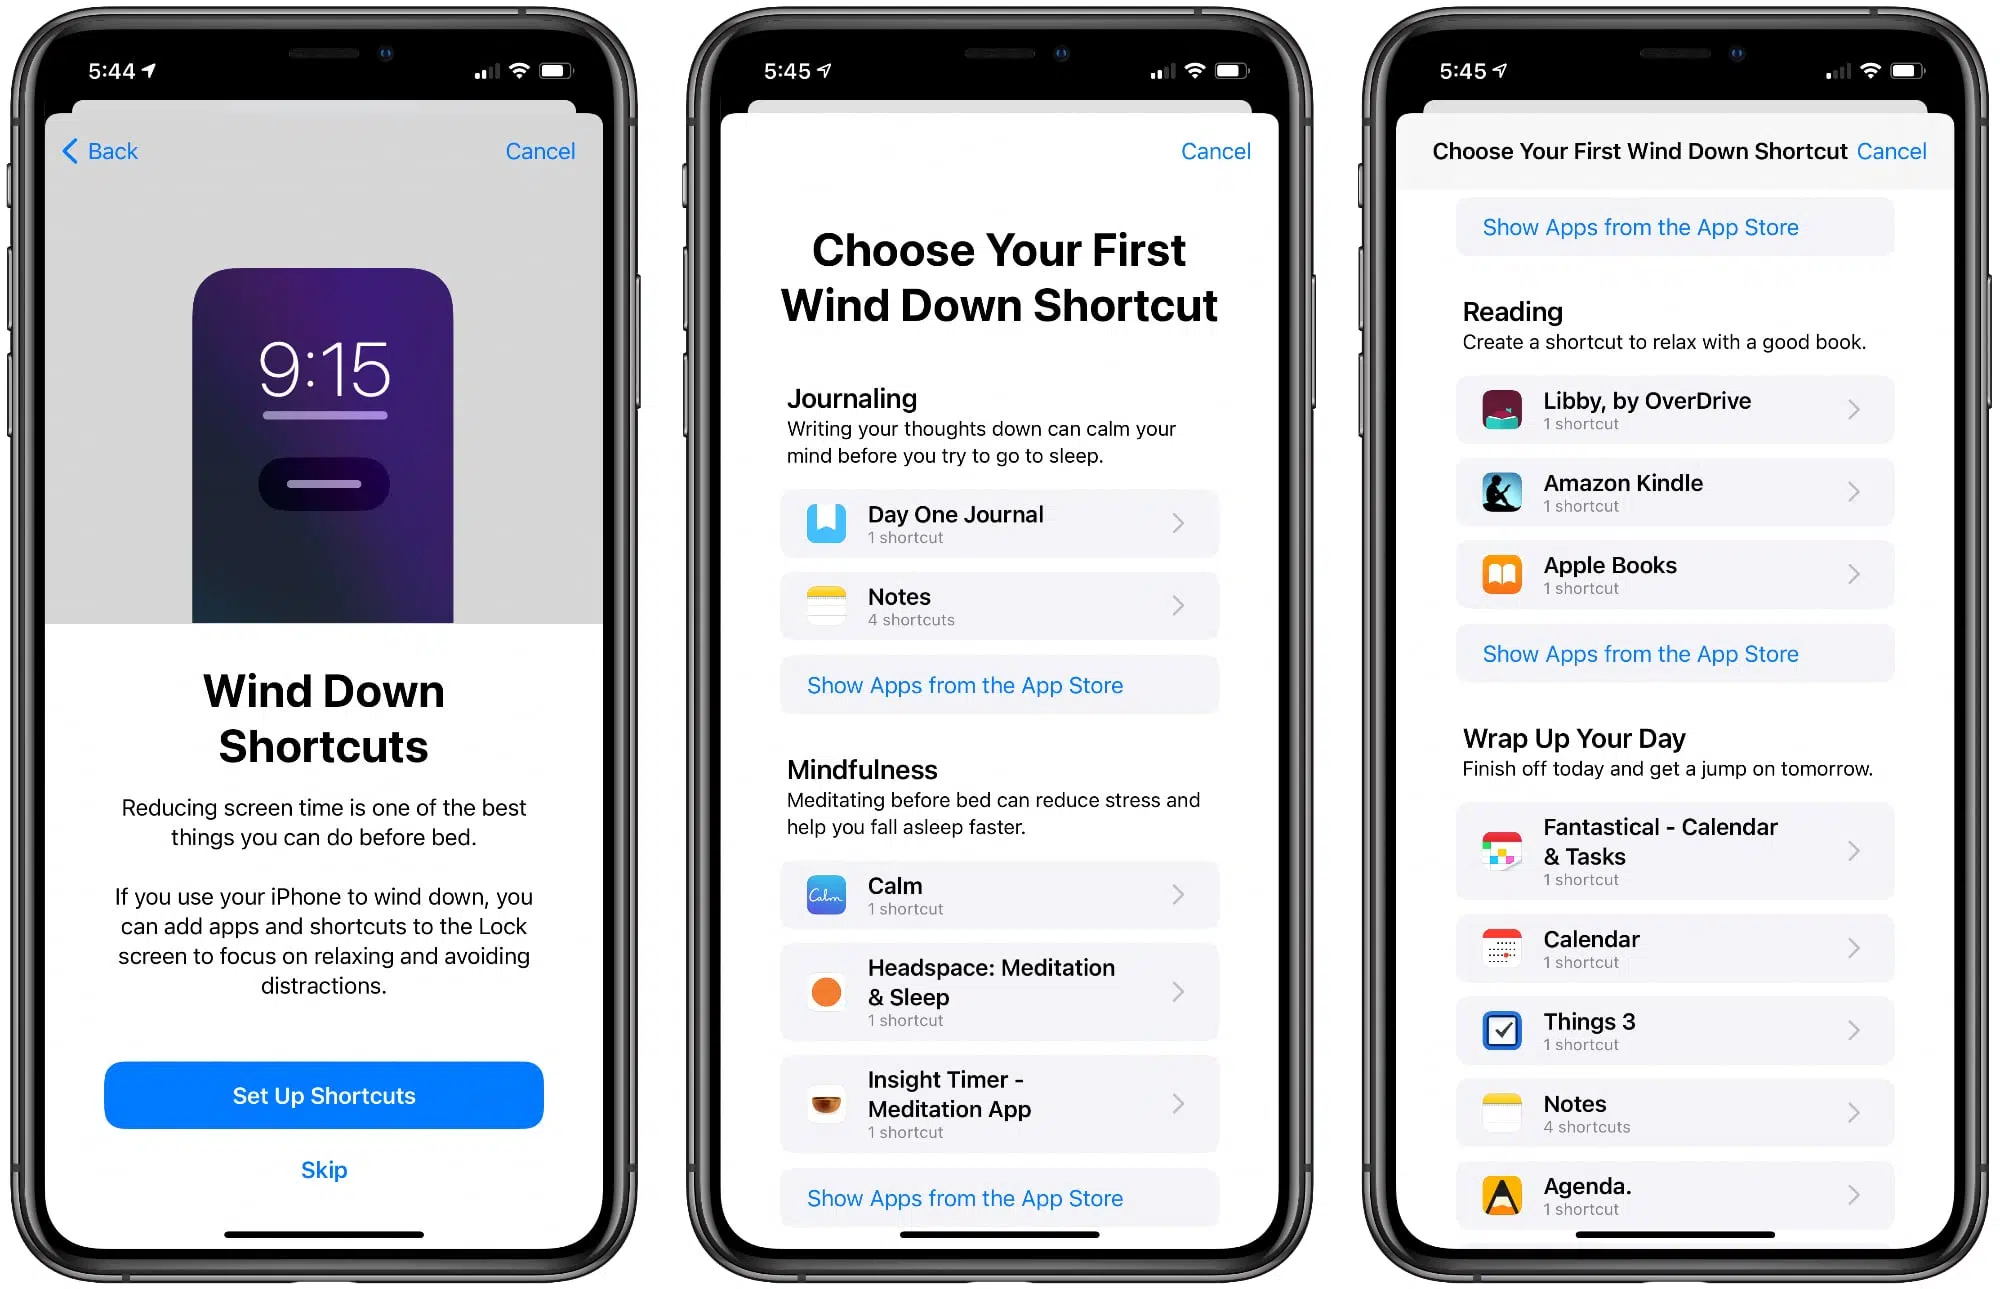 5:44
Back
Cancel
9:15
Wind Down
Shortcuts
Reducing screen time is one of the best
things you can do before bed.
If you use your iPhone to wind down, you
can add apps and shortcuts to the Lock
screen to focus on relaxing and avoiding
distractions.
Set Up Shortcuts
Skip
5:45
Cancel
Choose Your First
Wind Down Shortcut
Journaling
Writing your thoughts down can calm your
mind before you try to go to sleep.
Day One Journal
1 shortcut
Notes
4 shortcuts
Show Apps from the App Store
Mindfulness
Meditating before bed can reduce stress and
help you fall asleep faster.
Calm
Calm
1 shortcut
Headspace: Meditation
& Sleep
1 shortcut
Insight Timer -
Meditation App
1 shortcut
Show Apps from the App Store
5:45
Choose Your First Wind Down Shortcut
Cancel
Show Apps from the App Store
Reading
Create a shortcut to relax with a good book.
Libby, by OverDrive
1 shortcut
Amazon Kindle
1 shortcut
Apple Books
1 shortcut
Show Apps from the App Store
Wrap Up Your Day
Finish off today and get a jump on tomorrow.
Fantastical - Calendar
& Tasks
1 shortcut
Calendar
1 shortcut
Things 3
1 shortcut
Notes
4 shortcuts
Agenda.
1 shortcut